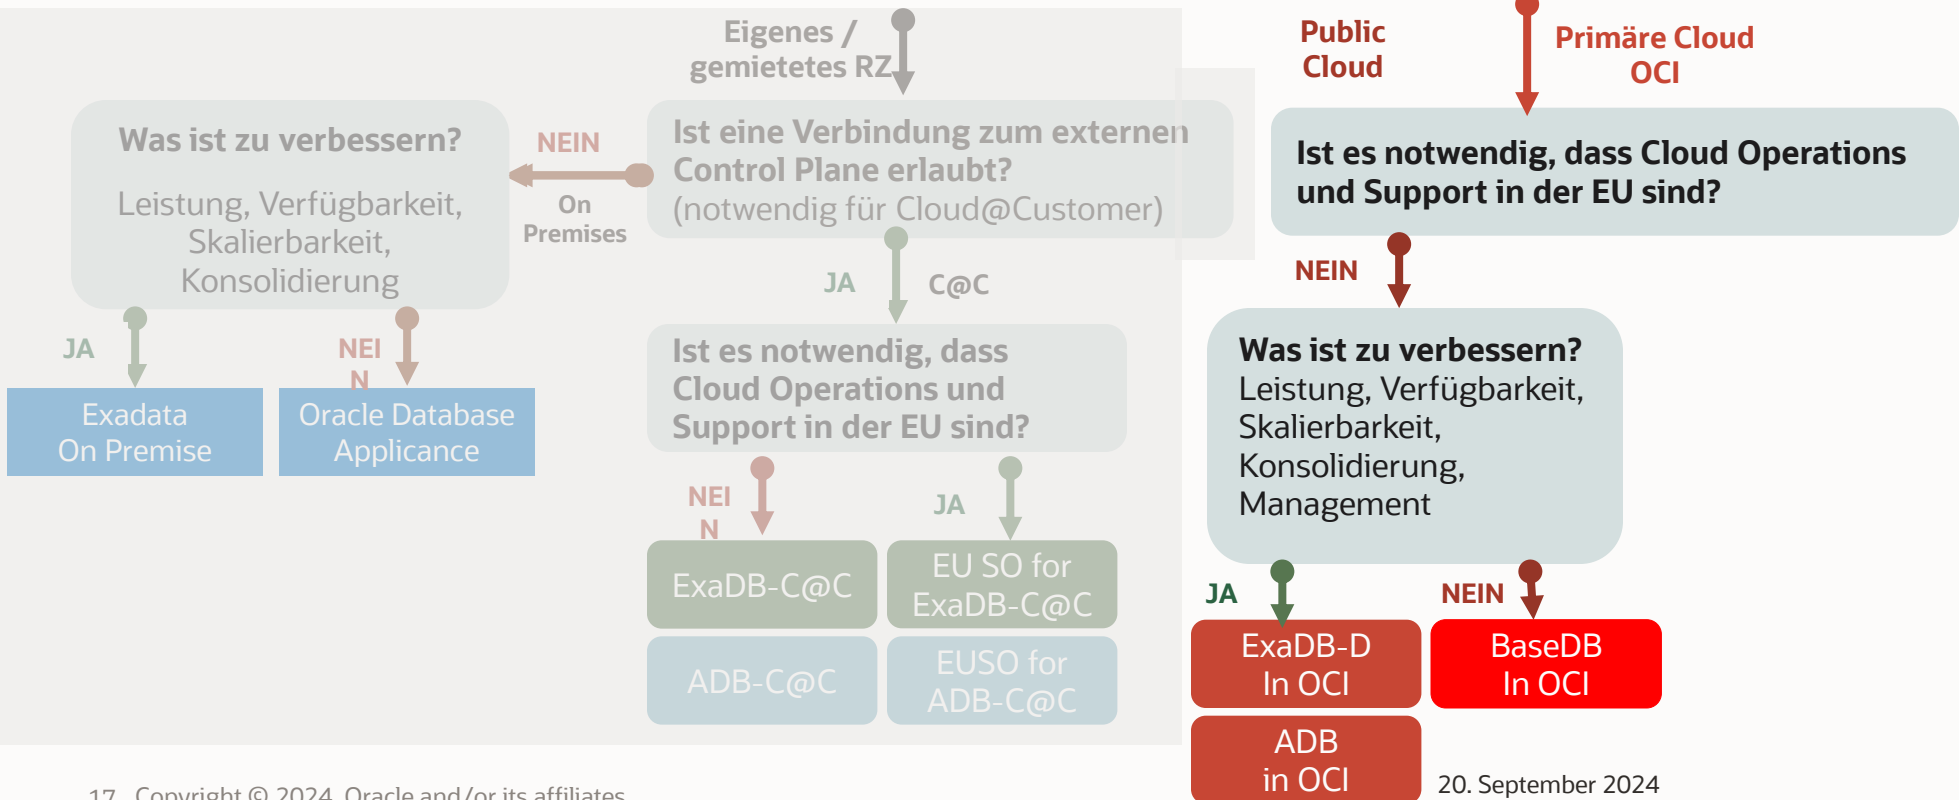 Eigenes /
gemietetes RZ
Public
Cloud
Primäre Cloud
OCI
Was ist zu verbessern?
Leistung, Verfügbarkeit,
Skalierbarkeit,
Konsolidierung
NEIN
On
Premises
Ist eine Verbindung zum externen
Control Plane erlaubt?
(notwendig für Cloud@Customer)
Ist es notwendig, dass Cloud Operations
und Support in der EU sind?
JA
NEI
N
Exadata
On Premise
Oracle Database
Applicance
JA
C@C
Ist es notwendig, dass
Cloud Operations und
Support in der EU sind?
NEI
N
JA
ExaDB-C@C
EU SO for
ExaDB-C@C
ADB-C@C
EUSO for
ADB-C@C
NEIN
Was ist zu verbessern?
Leistung, Verfügbarkeit,
Skalierbarkeit,
Konsolidierung,
Management
JA
NEIN
ExaDB-D
In OCI
BaseDB
In OCI
ADB
in OCI
17 Copyright © 2024, Oracle and/or its affiliates
20. September 2024